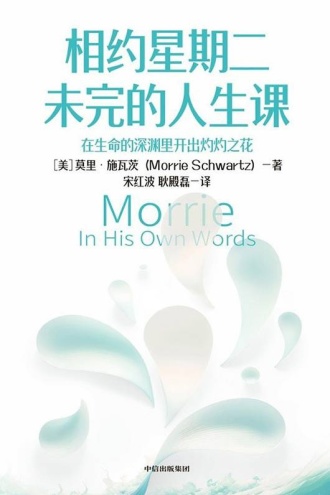 相约星期二
未完的人生课
在生命的深渊里开出灼灼之花
[美]莫里·施瓦茨（Morrie Schwartz）—著
宋红波 耿殿磊—译
Morrie
In His Own Words
中信出版集团